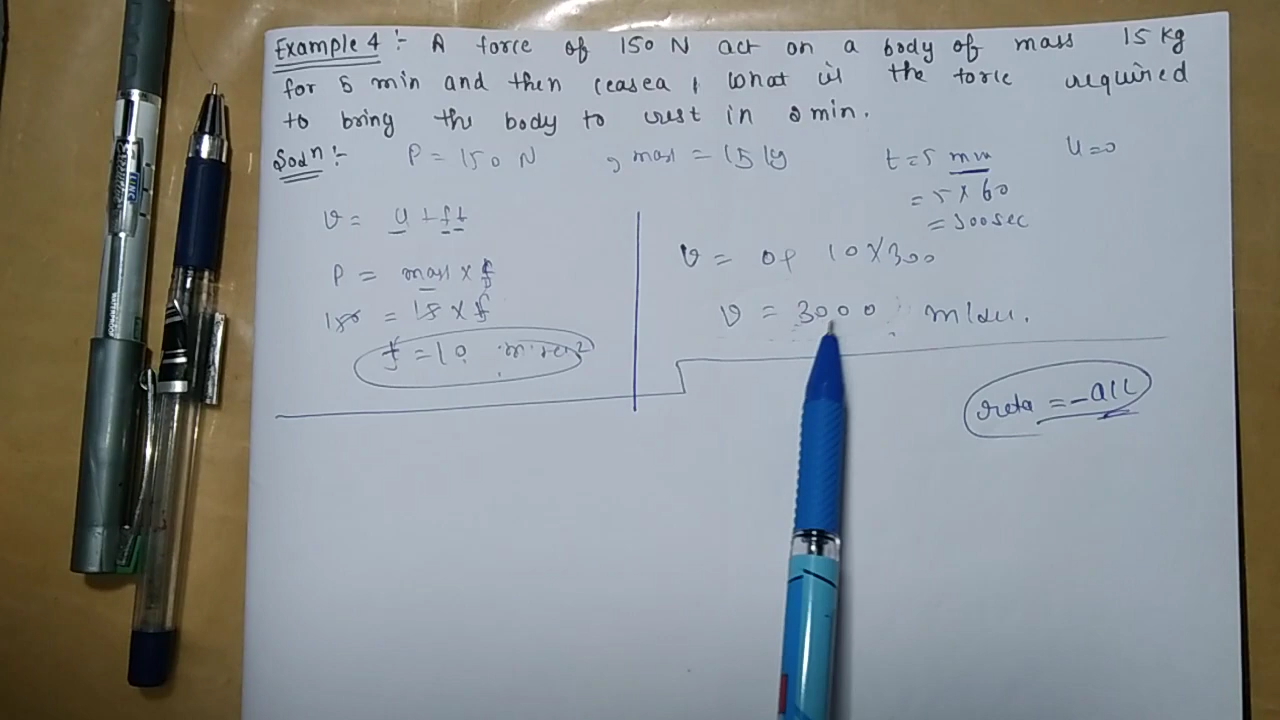 Example 4 :- A force of 150 N act on a body of mass 15 kg
for 5 min and then ceasea , what is the force required
to bring the body to rest in 2 min.
Soln :- P = 150 N , mass = 15 kg t = 5 min u = 0
= 5 x 60
= 300 sec
v = u + ft
P = mass x f
150 = 15 x f
f = 10 m/sec2
v = 0+ 10 x 300
v = 3000 m/sec.
reta = - acc